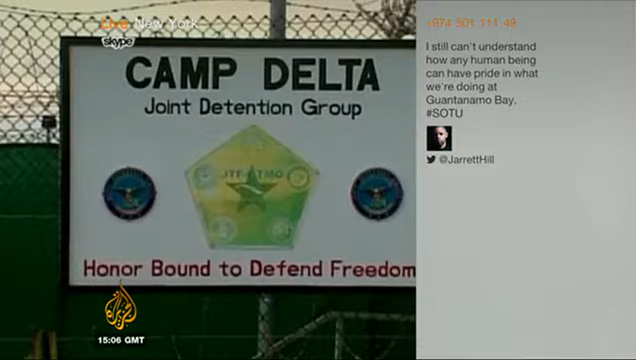 Live New York
skype
CAMP DELTA
Joint Detention Group
JTF-GTMO
Honor Bound to Defend Freedom
15:06 GMT
+974 501 114 49
I still can't understand
how any human being
can have pride in what
we're doing at
Guantanamo Bay.
#SOTU
@JarrettHill